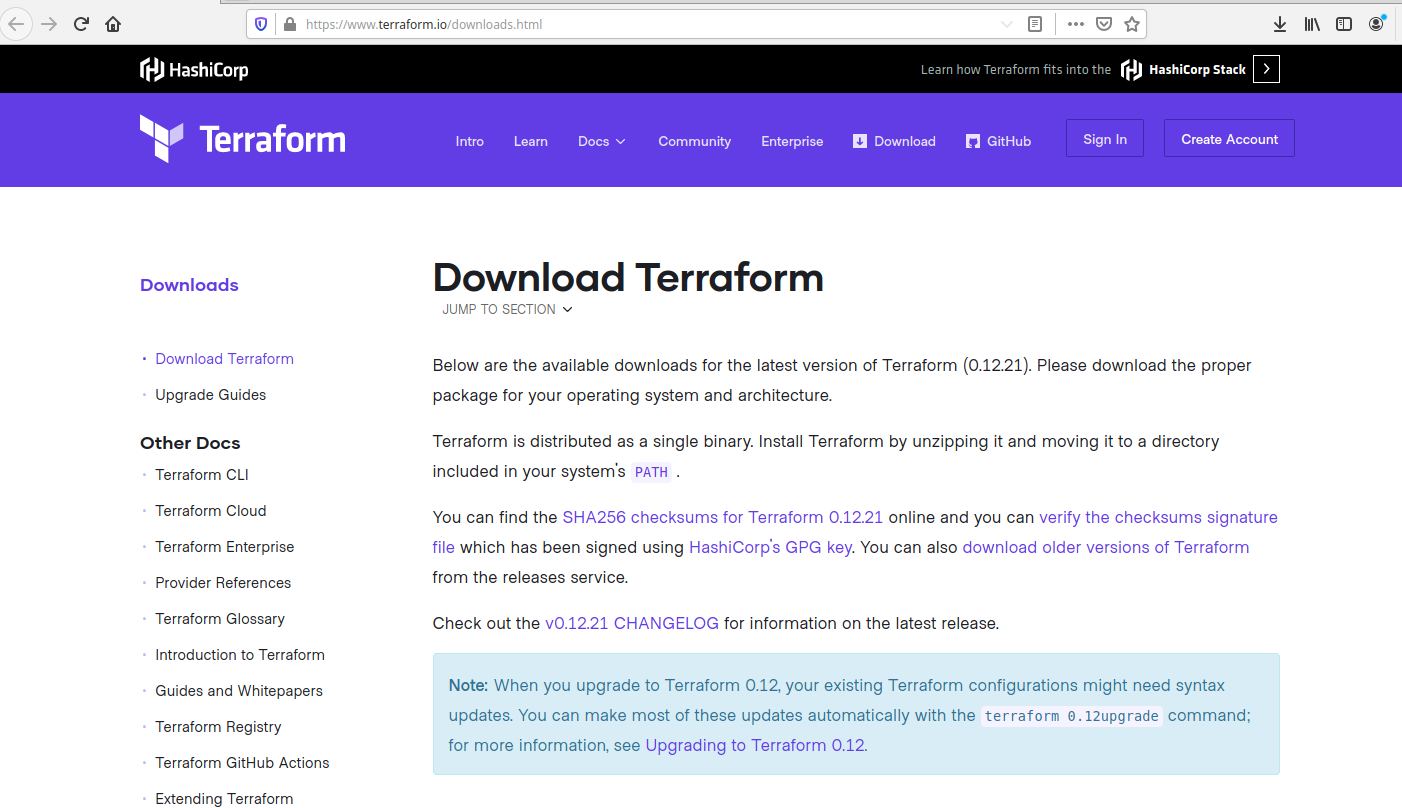 https://www.terraform.io/downloads.html
HashiCorp
Learn how Terraform fits into the HashiCorp Stack
Terraform
Intro Learn Docs Community Enterprise Download GitHub Sign In Create Account
Downloads
Download Terraform
Upgrade Guides
Other Docs
Terraform CLI
Terraform Cloud
Terraform Enterprise
Provider References
Terraform Glossary
Introduction to Terraform
Guides and Whitepapers
Terraform Registry
Terraform GitHub Actions
Extending Terraform
Download Terraform
JUMP TO SECTION
Below are the available downloads for the latest version of Terraform (0.12.21). Please download the proper
package for your operating system and architecture.
Terraform is distributed as a single binary. Install Terraform by unzipping it and moving it to a directory
included in your system's PATH .
You can find the SHA256 checksums for Terraform 0.12.21 online and you can verify the checksums signature
file which has been signed using HashiCorp's GPG key. You can also download older versions of Terraform
from the releases service.
Check out the v0.12.21 CHANGELOG for information on the latest release.
Note: When you upgrade to Terraform 0.12, your existing Terraform configurations might need syntax
updates. You can make most of these updates automatically with the terraform 0.12upgrade command;
for more information, see Upgrading to Terraform 0.12.